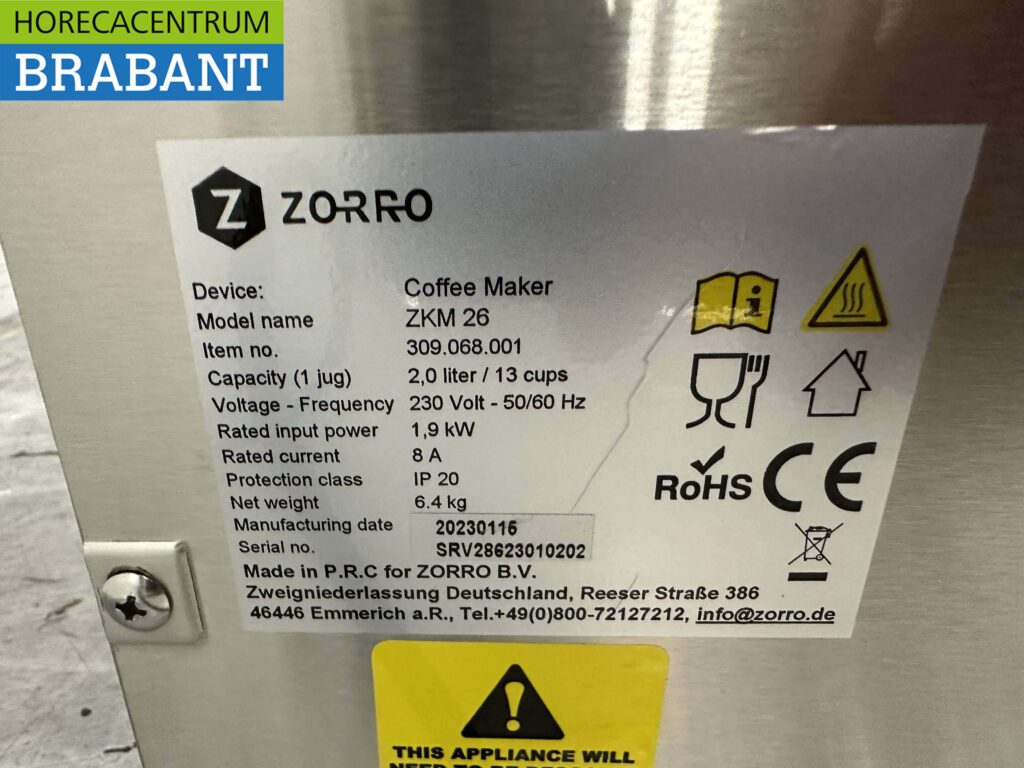 HORECACENTRUM
BRABANT
Z ZORRO
Device: Coffee Maker
Model name ZKM 26
Item no. 309.068.001
Capacity (1 jug) 2,0 liter / 13 cups
Voltage - Frequency 230 Volt - 50/60 Hz
Rated input power 1,9 kW
Rated current 8 A
Protection class IP 20
Net weight 6.4 kg
Manufacturing date 20230115
Serial no. SRV28623010202
RoHS CE
Made in P.R.C for ZORRO B.V.
Zweigniederlassung Deutschland, Reeser Straße 386
46446 Emmerich a.R., Tel.+49(0)800-72127212, info@zorro.de
THIS APPLIANCE WILL
NEED TO BE